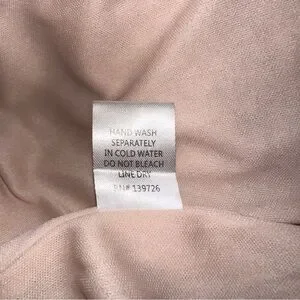 HAND WASH
SEPARATELY
IN COLD WATER
DO NOT BLEACH
LINE DRY
RN# 139726